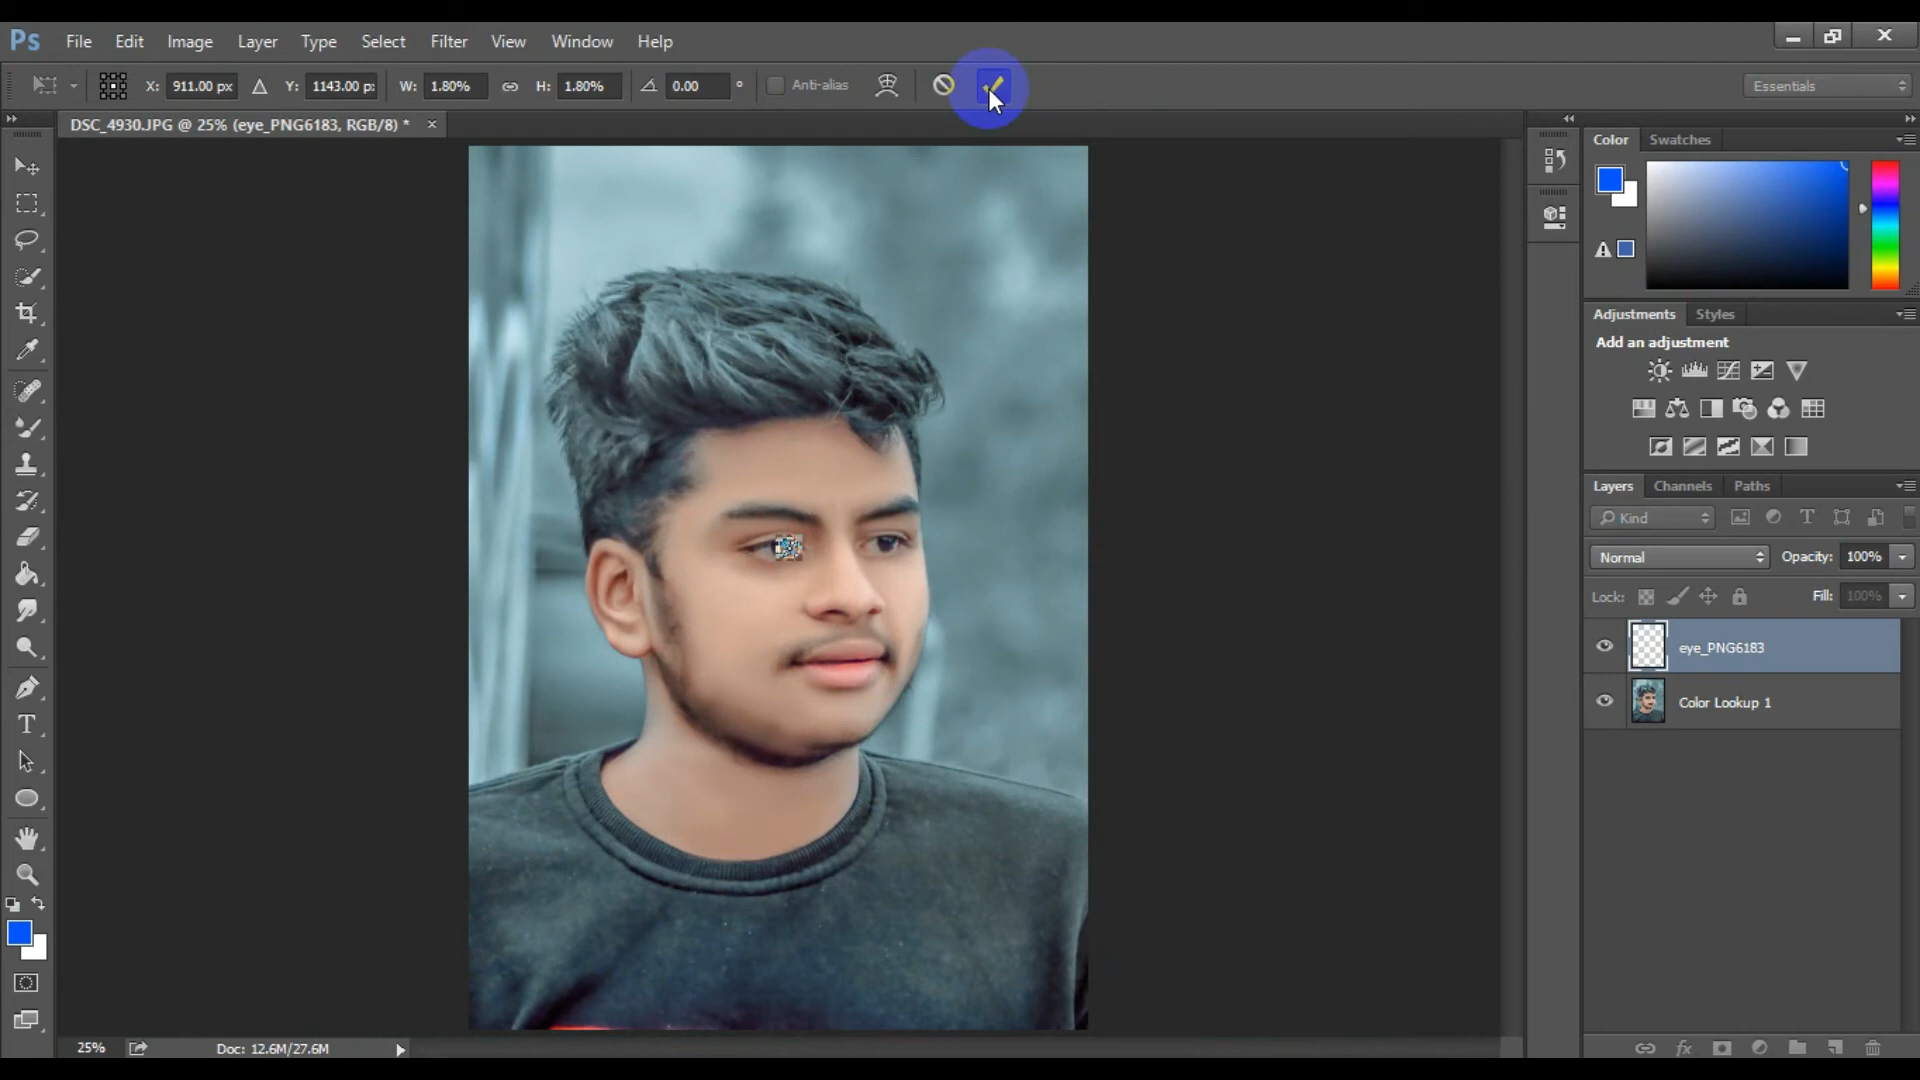 Ps File Edit Image Layer Type Select Filter View Window Help
X: 911.00 px Y: 1143.00 p: W: 1.80% H: 1.80% 0.00 ° Anti-alias Essentials
DSC_4930.JPG @ 25% (eye_PNG6183, RGB/8) * ×
Color Swatches
Adjustments Styles
Add an adjustment
Layers Channels Paths
Kind T
Normal Opacity: 100%
Lock: Fill: 100%
eye_PNG6183
Color Lookup 1
T
fx
25% Doc: 12.6M/27.6M